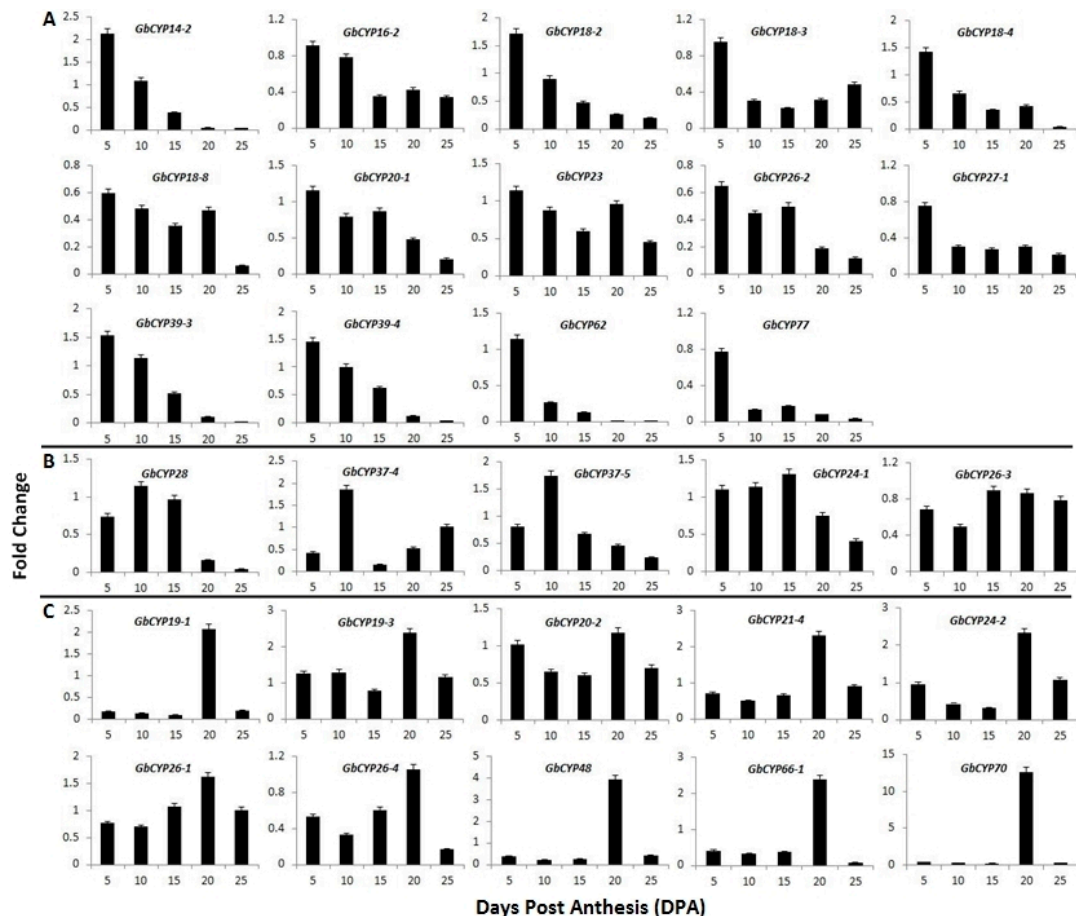 A
GbCYP14-2
2.5
2
1.5
1
0.5
0
5 10 15 20 25
GbCYP16-2
1.2
0.8
0.4
0
5 10 15 20 25
GbCYP18-2
2
1.5
1
0.5
0
5 10 15 20 25
GbCYP18-3
1.2
0.8
0.4
0
5 10 15 20 25
GbCYP18-4
2
1.5
1
0.5
0
5 10 15 20 25
GbCYP18-8
0.8
0.6
0.4
0.2
0
5 10 15 20 25
GbCYP20-1
1.5
1
0.5
0
5 10 15 20 25
GbCYP23
1.5
1
0.5
0
5 10 15 20 25
GbCYP26-2
0.8
0.6
0.4
0.2
0
5 10 15 20 25
GbCYP27-1
1.2
0.8
0.4
0
5 10 15 20 25
GbCYP39-3
2
1.5
1
0.5
0
5 10 15 20 25
GbCYP39-4
2
1.5
1
0.5
0
5 10 15 20 25
GbCYP62
1.5
1
0.5
0
5 10 15 20 25
GbCYP77
1.2
0.8
0.4
0
5 10 15 20 25
Fold Change
B
GbCYP28
1.5
1
0.5
0
5 10 15 20 25
GbCYP37-4
2.5
2
1.5
1
0.5
0
5 10 15 20 25
GbCYP37-5
2
1.5
1
0.5
0
5 10 15 20 25
GbCYP24-1
1.5
1
0.5
0
5 10 15 20 25
GbCYP26-3
1.2
0.8
0.4
0
5 10 15 20 25
C
GbCYP19-1
2.5
2
1.5
1
0.5
0
5 10 15 20 25
GbCYP19-3
3
2
1
0
5 10 15 20 25
GbCYP20-2
1.5
1
0.5
0
5 10 15 20 25
GbCYP21-4
3
2
1
0
5 10 15 20 25
GbCYP24-2
3
2
1
0
5 10 15 20 25
GbCYP26-1
2
1.5
1
0.5
0
5 10 15 20 25
GbCYP26-4
1.2
0.8
0.4
0
5 10 15 20 25
GbCYP48
5
4
3
2
1
0
5 10 15 20 25
GbCYP66-1
3
2
1
0
5 10 15 20 25
GbCYP70
15
10
5
0
5 10 15 20 25
Days Post Anthesis (DPA)